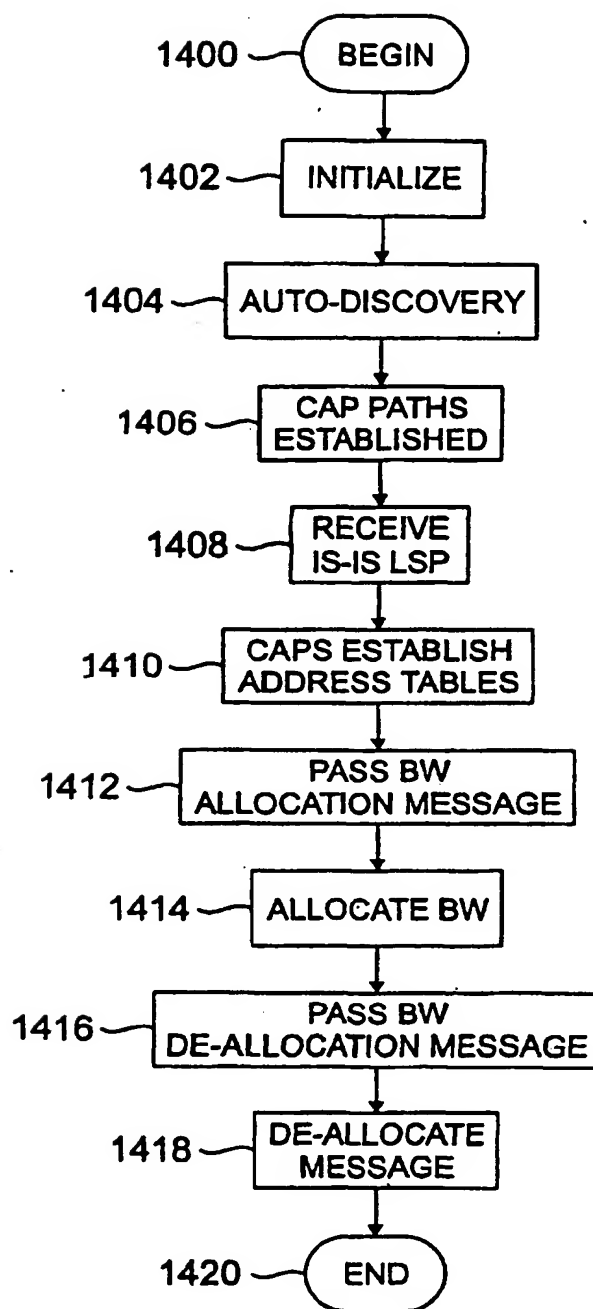 1400 BEGIN
1402 INITIALIZE
1404 AUTO-DISCOVERY
1406 CAP PATHS
ESTABLISHED
1408 RECEIVE
IS-IS LSP
1410 CAPS ESTABLISH
ADDRESS TABLES
1412 PASS BW
ALLOCATION MESSAGE
1414 ALLOCATE BW
1416 PASS BW
DE-ALLOCATION MESSAGE
1418 DE-ALLOCATE
MESSAGE
1420 END